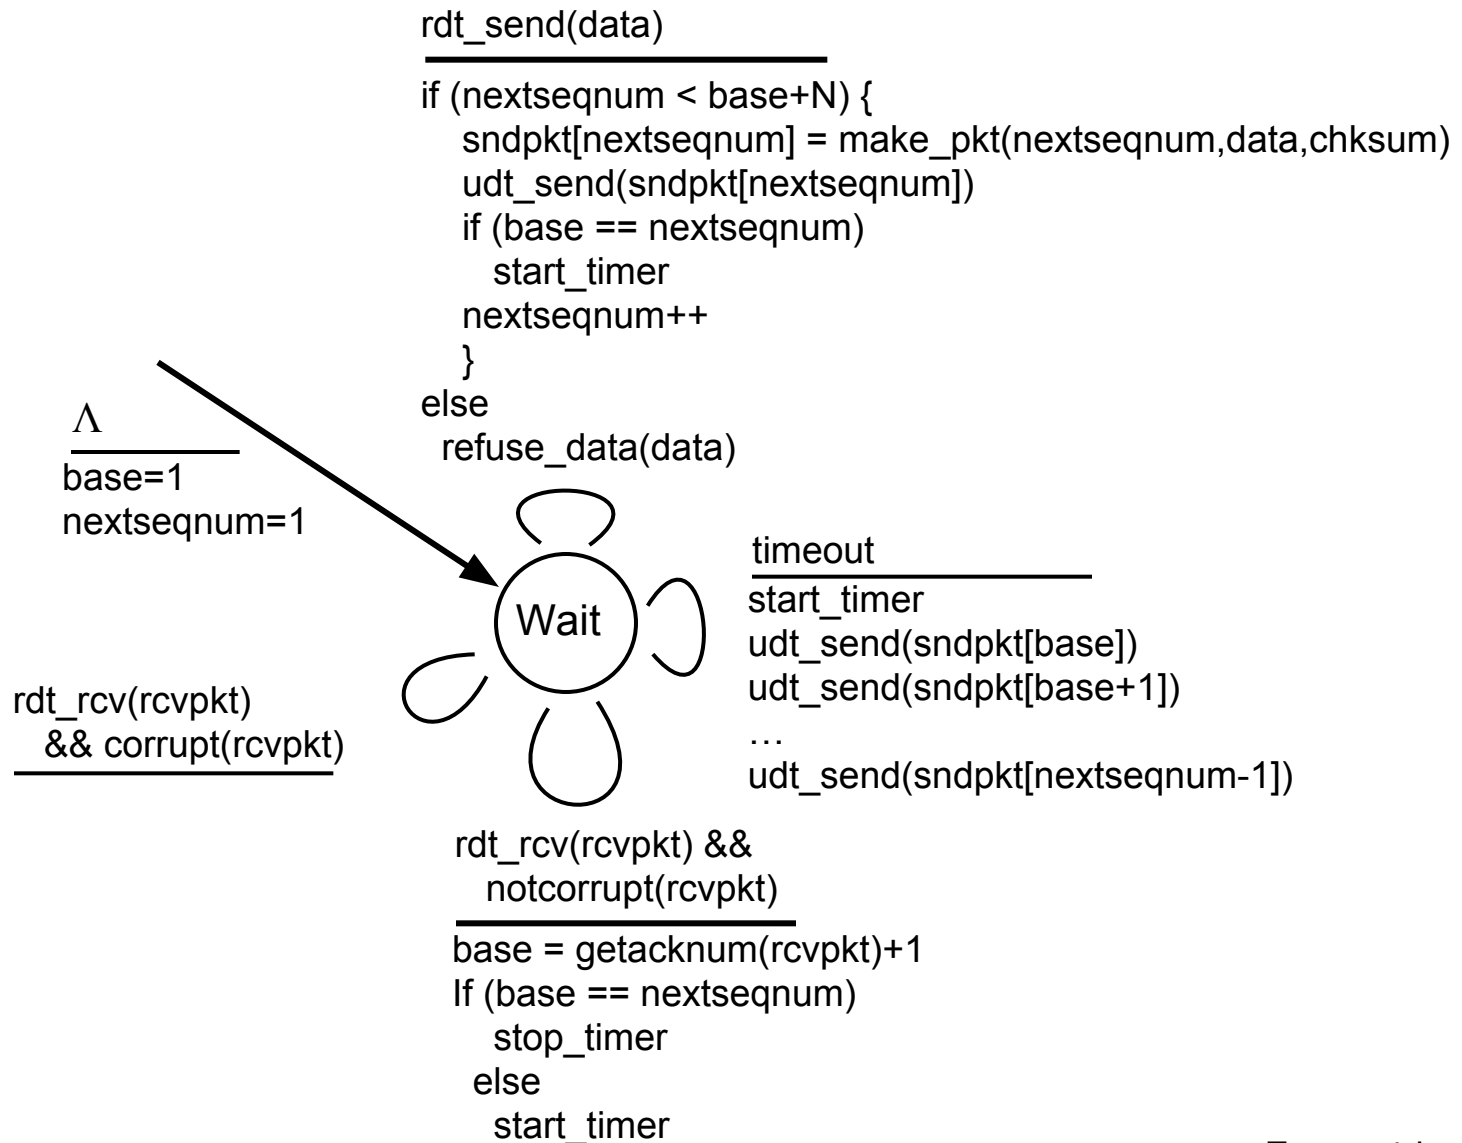 rdt_send(data)
if (nextseqnum < base+N) {
sndpkt[nextseqnum] = make_pkt(nextseqnum,data,chksum)
udt_send(sndpkt[nextseqnum])
if (base == nextseqnum)
start_timer
nextseqnum++
}
else
refuse_data(data)
Λ
base=1
nextseqnum=1
Wait
timeout
start_timer
udt_send(sndpkt[base])
udt_send(sndpkt[base+1])
…
udt_send(sndpkt[nextseqnum-1])
rdt_rcv(rcvpkt)
&& corrupt(rcvpkt)
rdt_rcv(rcvpkt) &&
notcorrupt(rcvpkt)
base = getacknum(rcvpkt)+1
If (base == nextseqnum)
stop_timer
else
start_timer